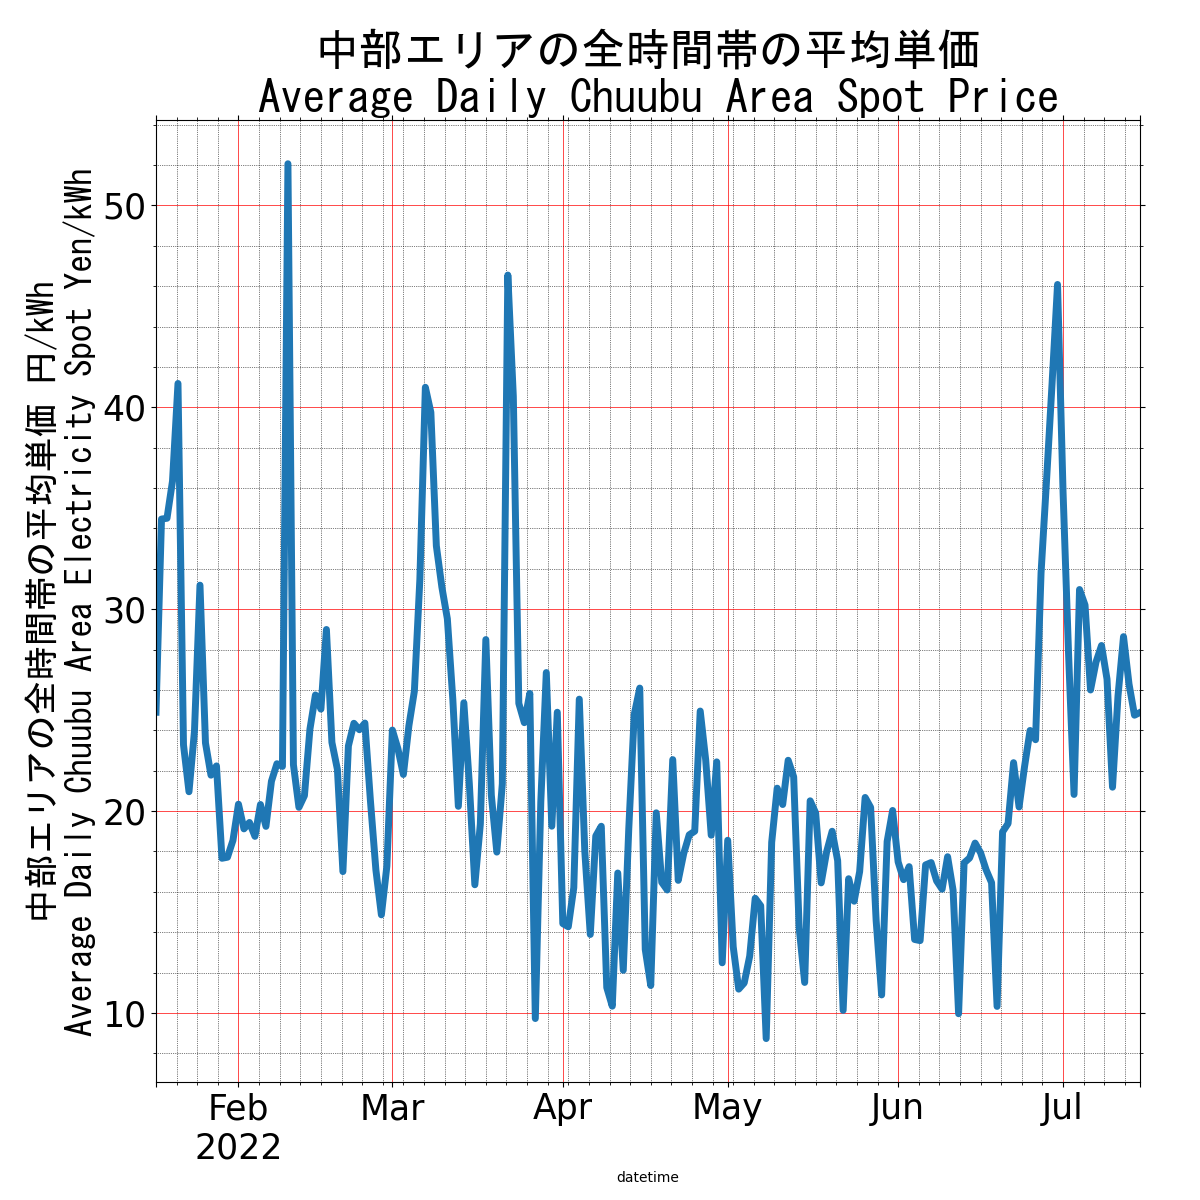 中部エリアの全時間帯の平均単価
Average Daily Chuubu Area Spot Price
中部エリアの全時間帯の平均単価 円/kWh
Average Daily Chuubu Area Electricity Spot Yen/kWh
50
40
30
20
10
Feb Mar Apr May Jun Jul
2022
datetime